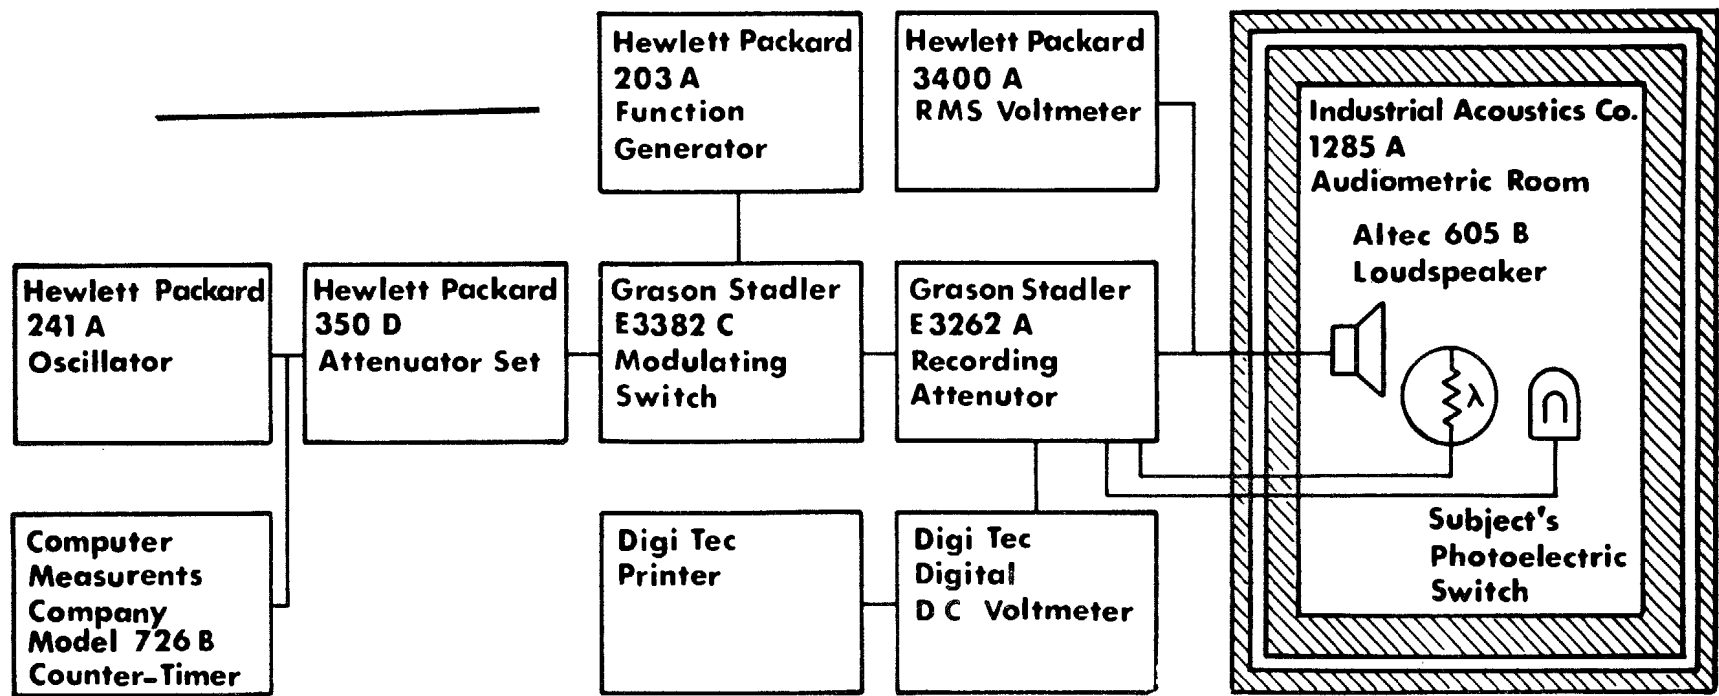 Hewlett Packard
203 A
Function
Generator
Hewlett Packard
3400 A
RMS Voltmeter
Industrial Acoustics Co.
1285 A
Audiometric Room
Altec 605 B
Loudspeaker
Hewlett Packard
241 A
Oscillator
Hewlett Packard
350 D
Attenuator Set
Grason Stadler
E3382 C
Modulating
Switch
Grason Stadler
E3262 A
Recording
Attenutor
λ
Computer
Measurents
Company
Model 726 B
Counter-Timer
Digi Tec
Printer
Digi Tec
Digital
DC Voltmeter
Subject's
Photoelectric
Switch